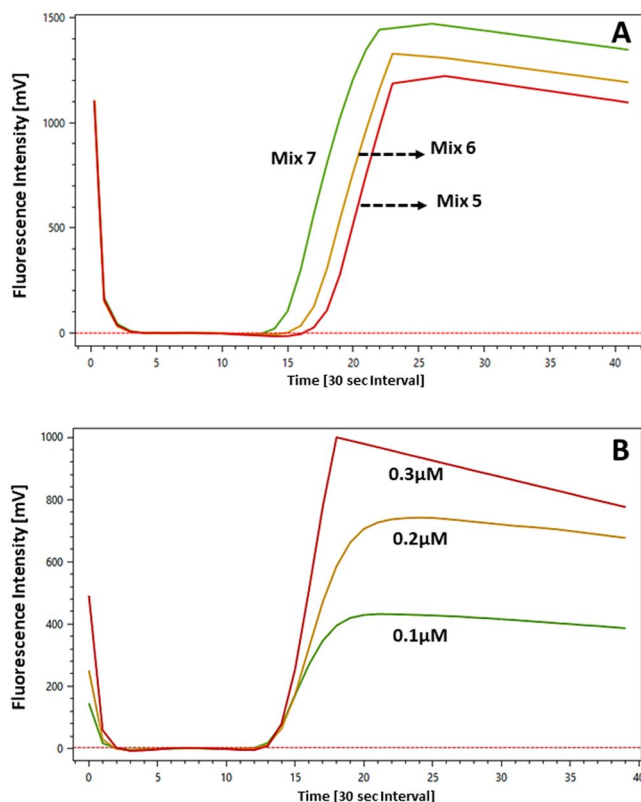 A
Fluorescence Intensity [mV]
1500
1000
500
0
Mix 7
Mix 6
Mix 5
0 5 10 15 20 25 30 35 40
Time [30 sec Interval]
B
Fluorescence Intensity [mV]
1000
800
600
400
200
0
0.3µM
0.2µM
0.1µM
0 5 10 15 20 25 30 35 40
Time [30 sec Interval]